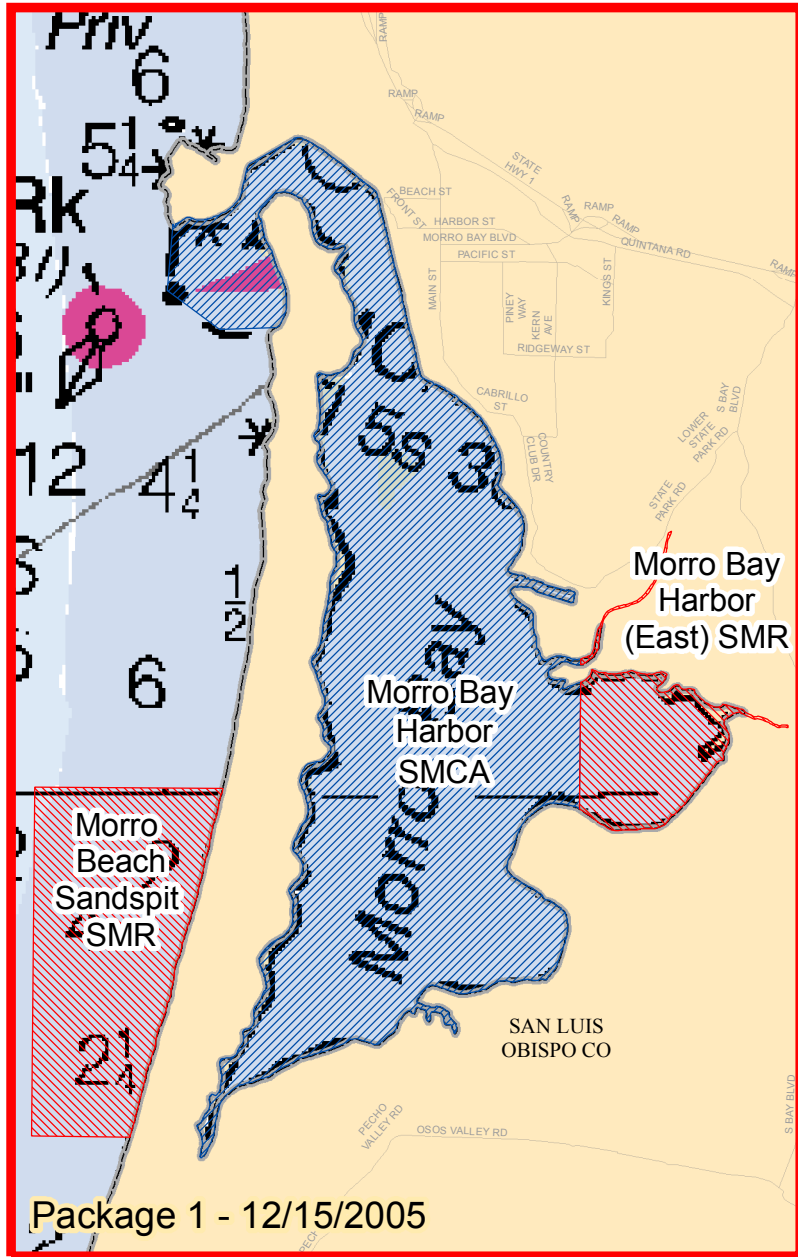 Priv
6
5 1/4
Rk
RAMP
RAMP
RAMP
STATE
HWY 1
BEACH ST
FRONT ST
HARBOR ST
MORRO BAY BLVD
PACIFIC ST
MAIN ST
RAMP
RAMP
RAMP
QUINTANA RD
RAMP
KINGS ST
PINEY
WAY
KERN
AVE
RIDGEWAY ST
CABRILLO
ST
COUNTRY
CLUB DR
S BAY
BLVD
LOWER
STATE
PARK RD
STATE
PARK RD
12
4 1/4
5s 3
1/2
6
Morro Bay
Harbor
(East) SMR
Morro Bay
Morro Bay
Harbor
SMCA
Morro
Beach
Sandspit
SMR
2 1/4
SAN LUIS
OBISPO CO
PECHO
VALLEY RD
OSOS VALLEY RD
S BAY BLVD
Package 1 - 12/15/2005